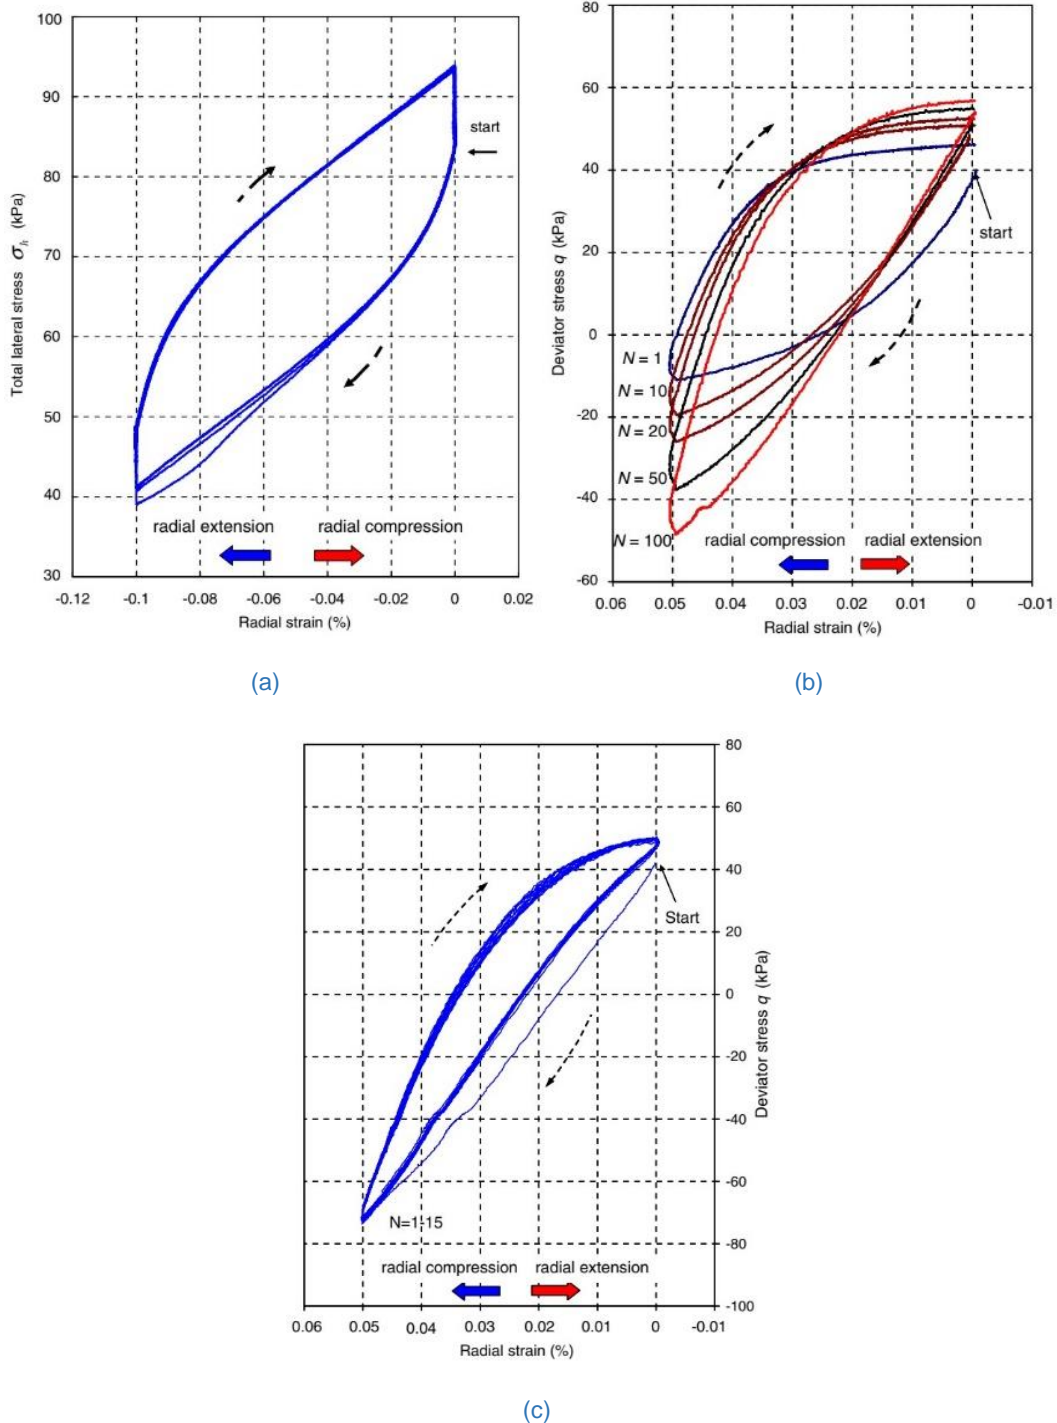 100
90
80
70
60
50
40
30
Total lateral stress σh (kPa)
start
radial extension
radial compression
-0.12
-0.1
-0.08
-0.06
-0.04
-0.02
0
0.02
Radial strain (%)
(a)
80
60
40
20
0
-20
-40
-60
Deviator stress q (kPa)
start
N = 1
N = 10
N = 20
N = 50
N = 100
radial compression
radial extension
0.06
0.05
0.04
0.03
0.02
0.01
0
-0.01
Radial strain (%)
(b)
80
60
40
20
0
-20
-40
-60
-80
-100
Deviator stress q (kPa)
Start
N=1-15
radial compression
radial extension
0.06
0.05
0.04
0.03
0.02
0.01
0
-0.01
Radial strain (%)
(c)